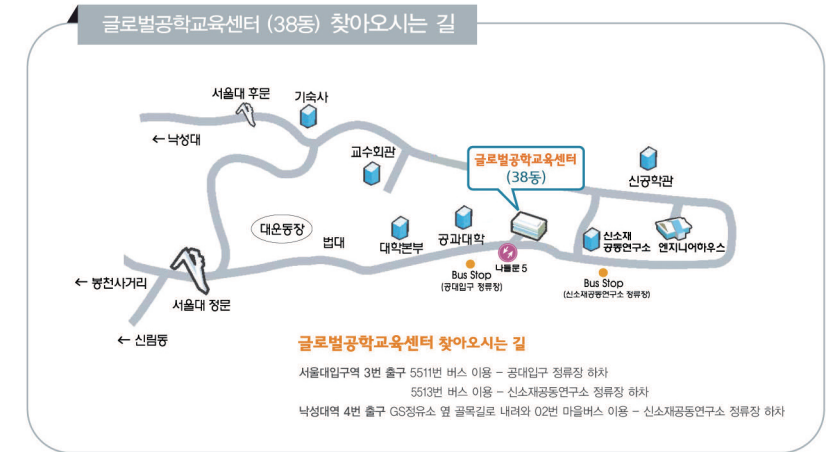 글로벌공학교육센터 (38동) 찾아오시는 길
서울대 후문
기숙사
← 낙성대
교수회관
글로벌공학교육센터
(38동)
신공학관
대운동장
법대
대학본부
공과대학
신소재
공동연구소
엔지니어하우스
나들문 5
Bus Stop
(공대입구 정류장)
Bus Stop
(신소재공동연구소 정류장)
← 봉천사거리
서울대 정문
← 신림동
글로벌공학교육센터 찾아오시는 길
서울대입구역 3번 출구 5511번 버스 이용 - 공대입구 정류장 하차
5513번 버스 이용 - 신소재공동연구소 정류장 하차
낙성대역 4번 출구 GS정유소 옆 골목길로 내려와 02번 마을버스 이용 - 신소재공동연구소 정류장 하차